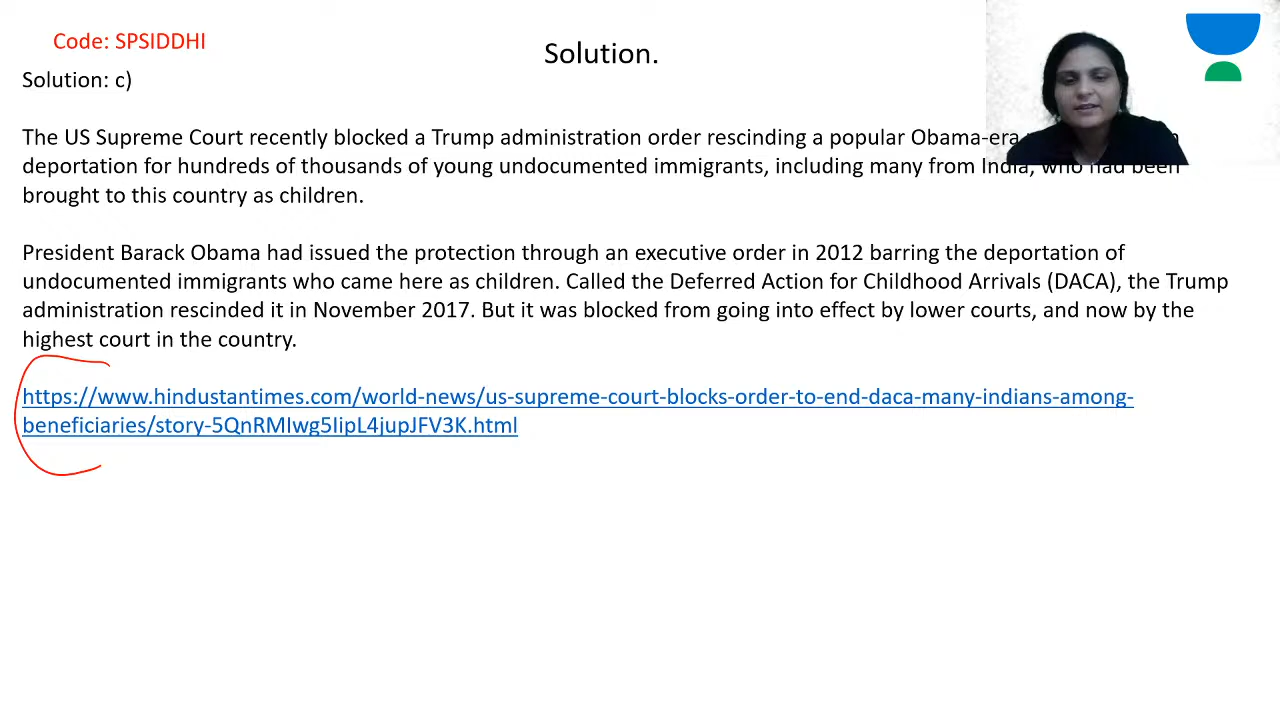 Code: SPSIDDHI
Solution.
Solution: c)
The US Supreme Court recently blocked a Trump administration order rescinding a popular Obama-era
deportation for hundreds of thousands of young undocumented immigrants, including many from India, who had been
brought to this country as children.
President Barack Obama had issued the protection through an executive order in 2012 barring the deportation of
undocumented immigrants who came here as children. Called the Deferred Action for Childhood Arrivals (DACA), the Trump
administration rescinded it in November 2017. But it was blocked from going into effect by lower courts, and now by the
highest court in the country.
https://www.hindustantimes.com/world-news/us-supreme-court-blocks-order-to-end-daca-many-indians-among-
beneficiaries/story-5QnRMIwg5IipL4jupJFV3K.html